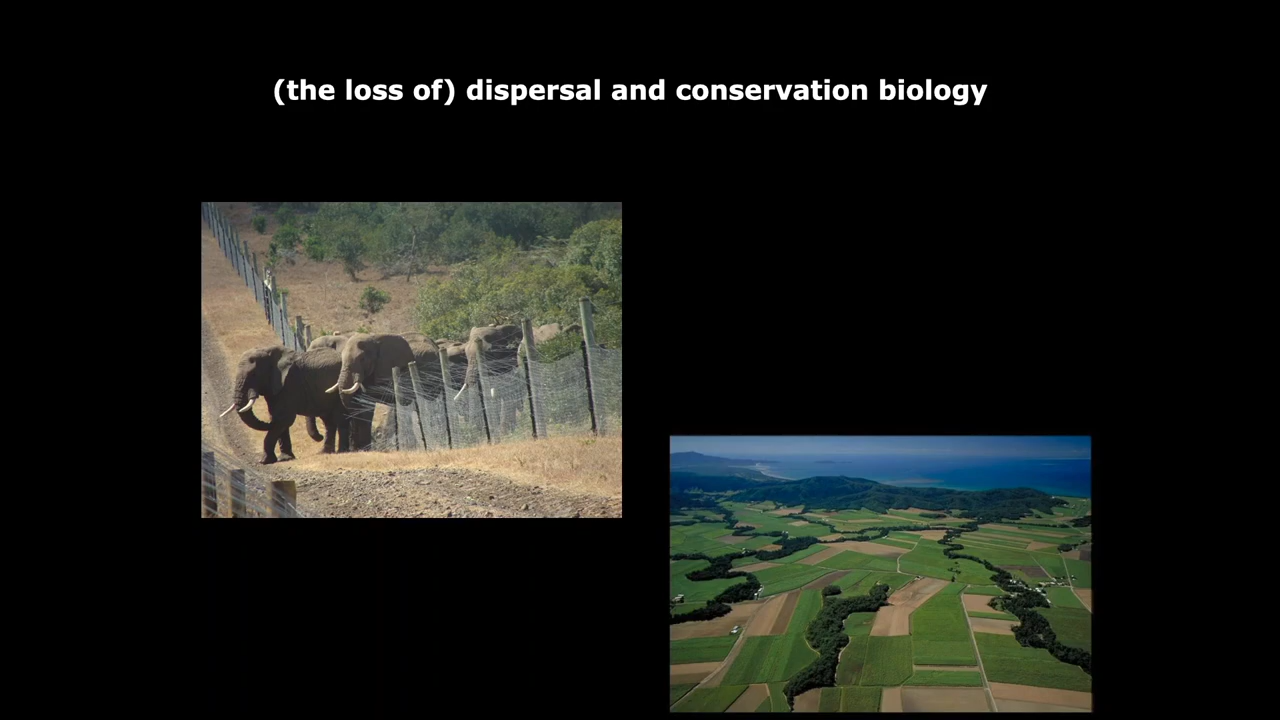 (the loss of) dispersal and conservation biology